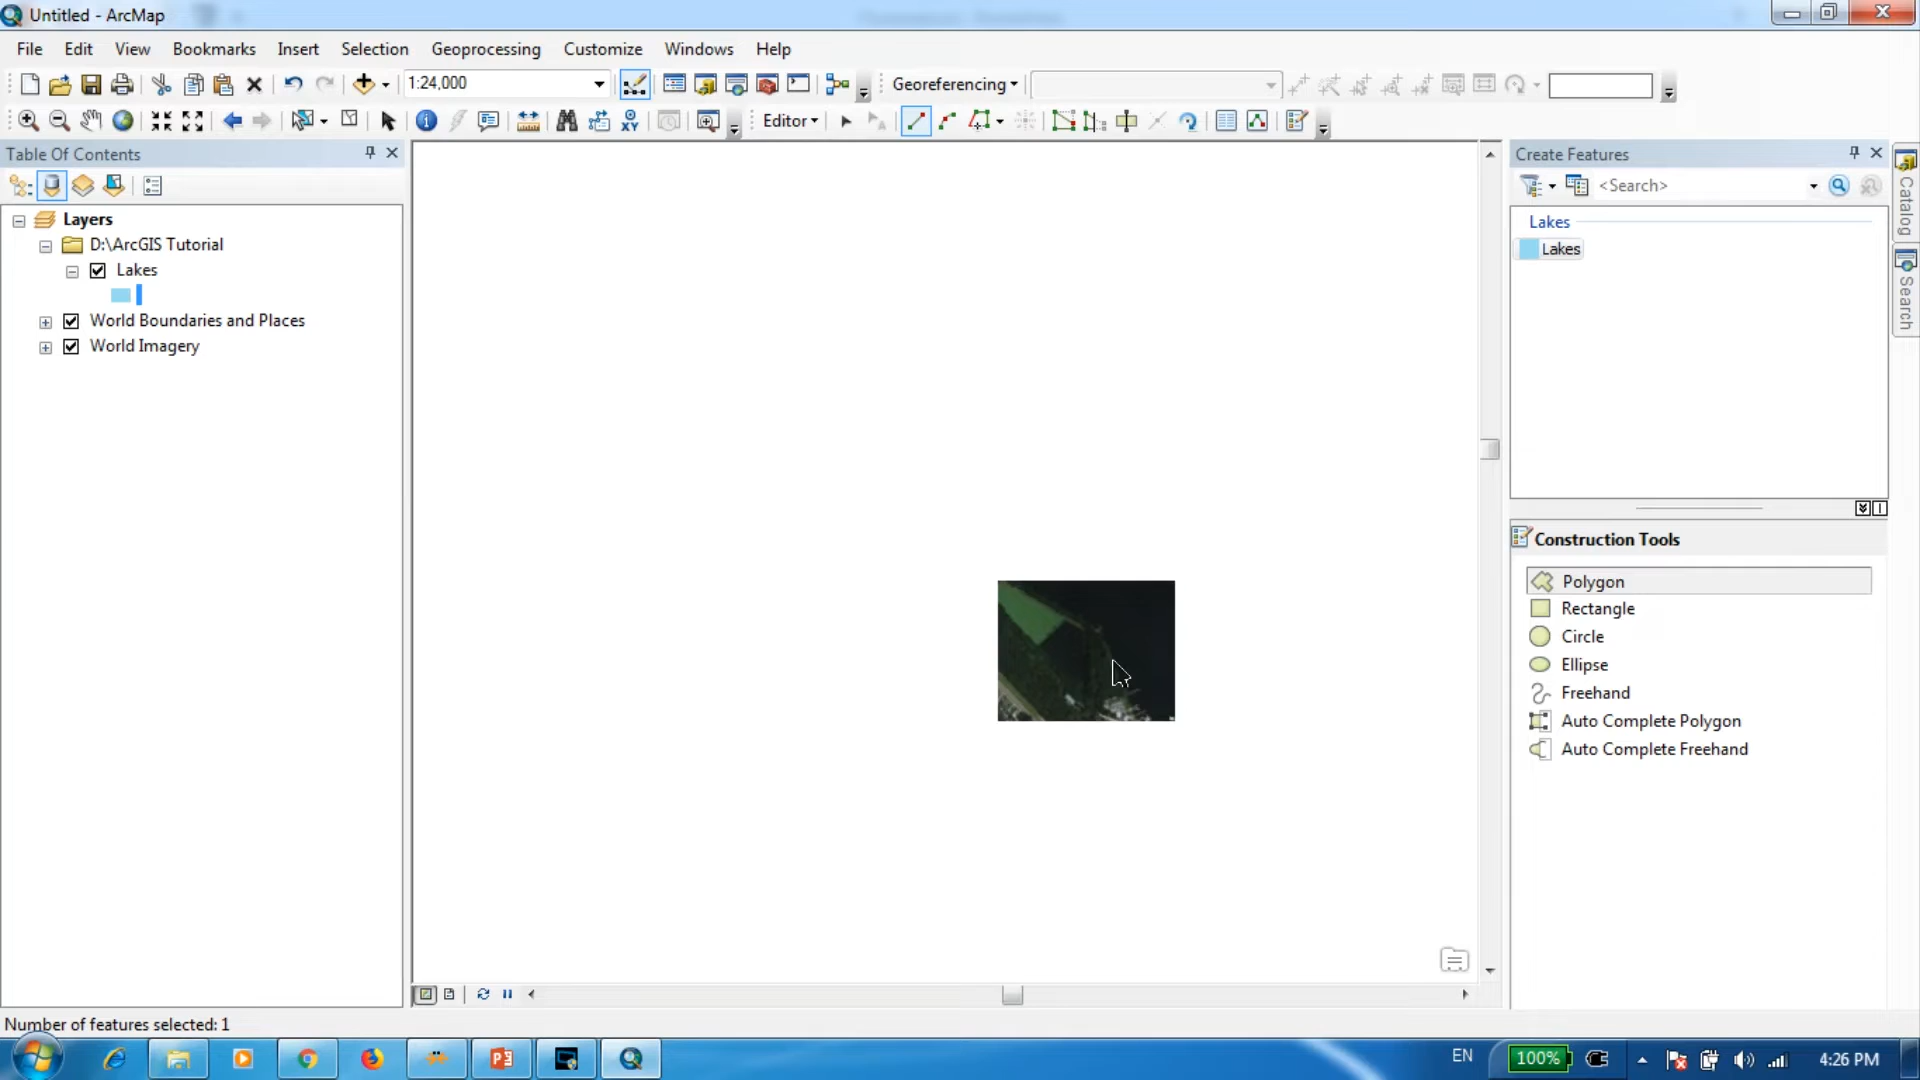 Untitled - ArcMap
File Edit View Bookmarks Insert Selection Geoprocessing Customize Windows Help
1:24,000 Georeferencing
Editor
Table Of Contents
Layers
D:\ArcGIS Tutorial
Lakes
World Boundaries and Places
World Imagery
Create Features
<Search>
Lakes
Lakes
Catalog
Search
Construction Tools
Polygon
Rectangle
Circle
Ellipse
Freehand
Auto Complete Polygon
Auto Complete Freehand
Number of features selected: 1
EN 100% 4:26 PM